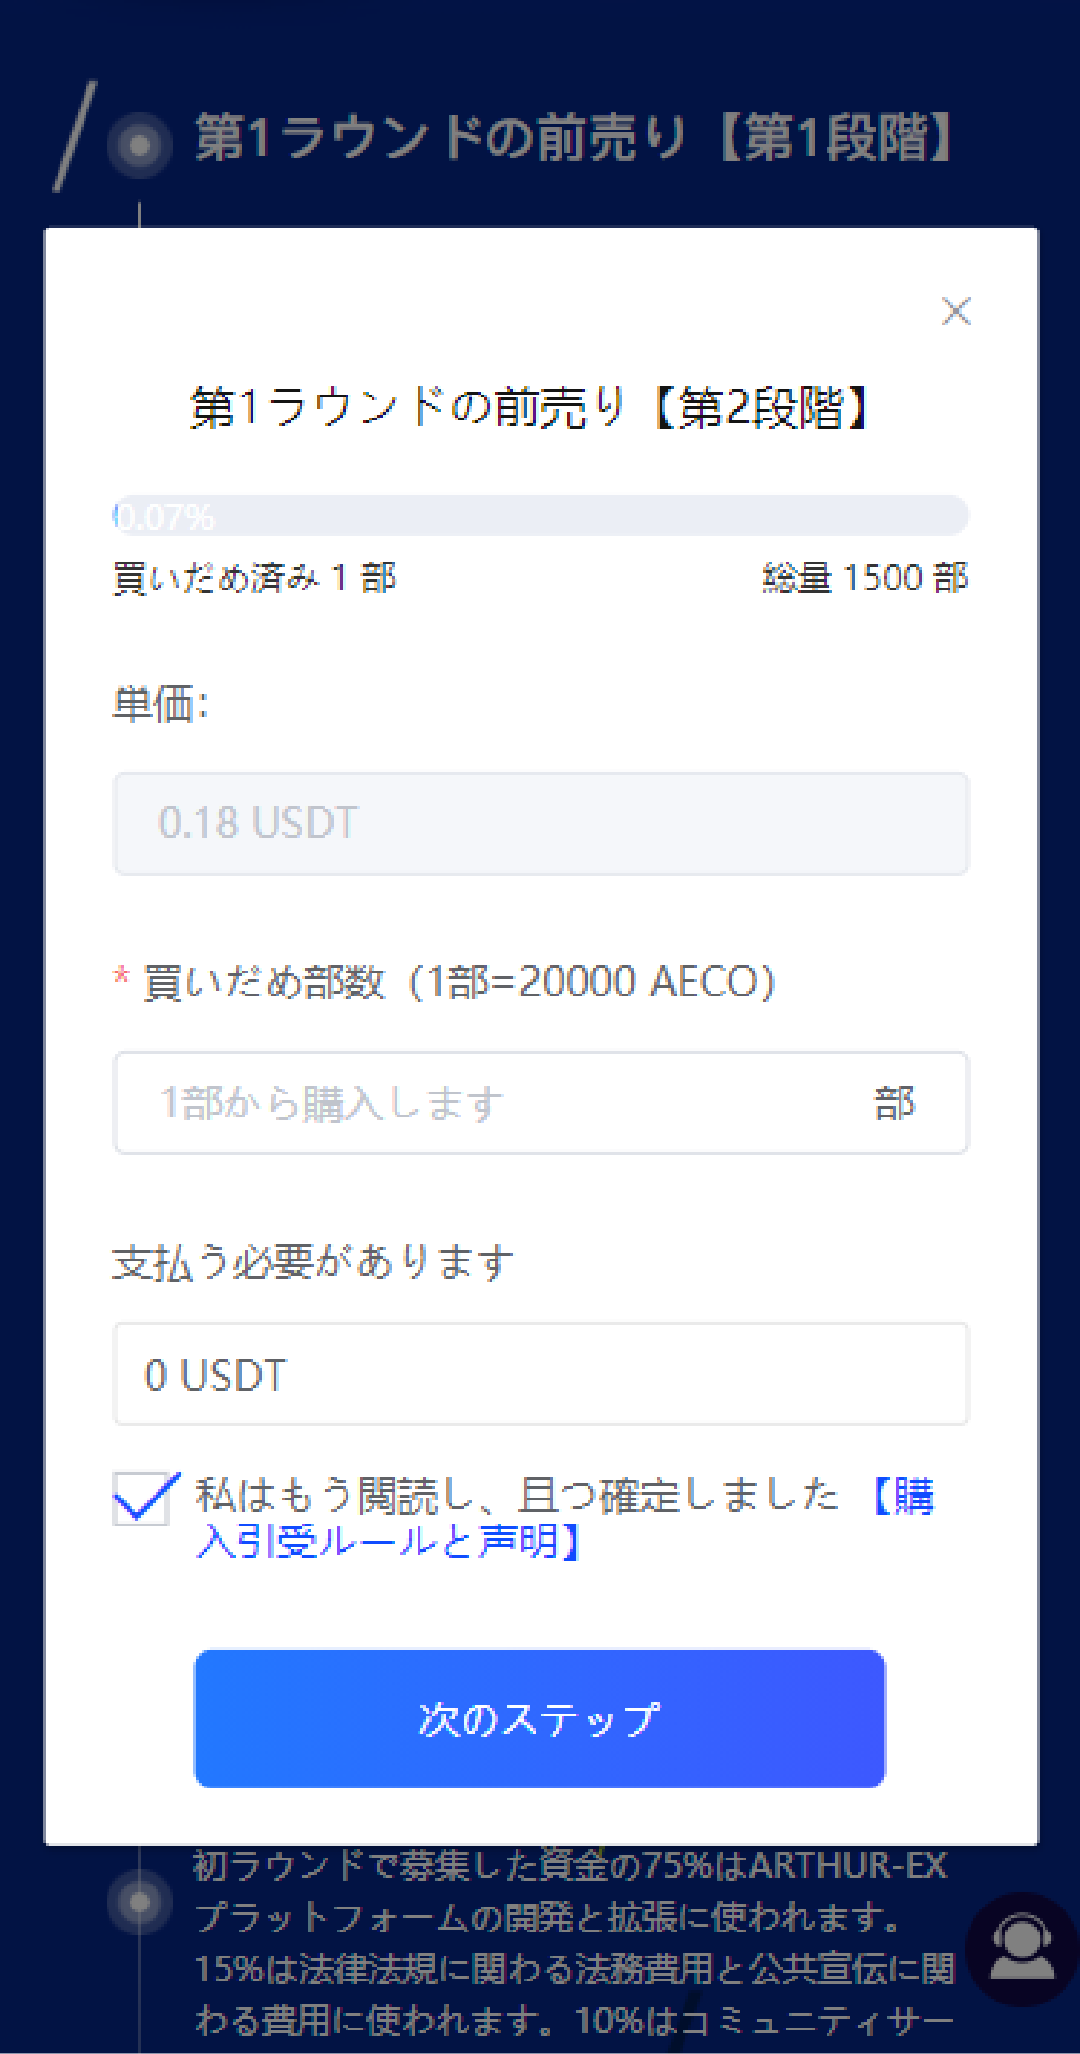 第1ラウンドの前売り【第1段階】
第1ラウンドの前売り【第2段階】
0.07%
買いだめ済み 1 部
総量 1500 部
単価:
0.18 USDT
* 買いだめ部数（1部=20000 AECO）
1部から購入します 部
支払う必要があります
0 USDT
私はもう閲読し、且つ確定しました 【購
入引受ルールと声明】
次のステップ
初ラウンドで募集した資金の75%はARTHUR-EX
プラットフォームの開発と拡張に使われます。
15%は法律法規に関わる法務費用と公共宣伝に関
わる費用に使われます。10%はコミュニティサー